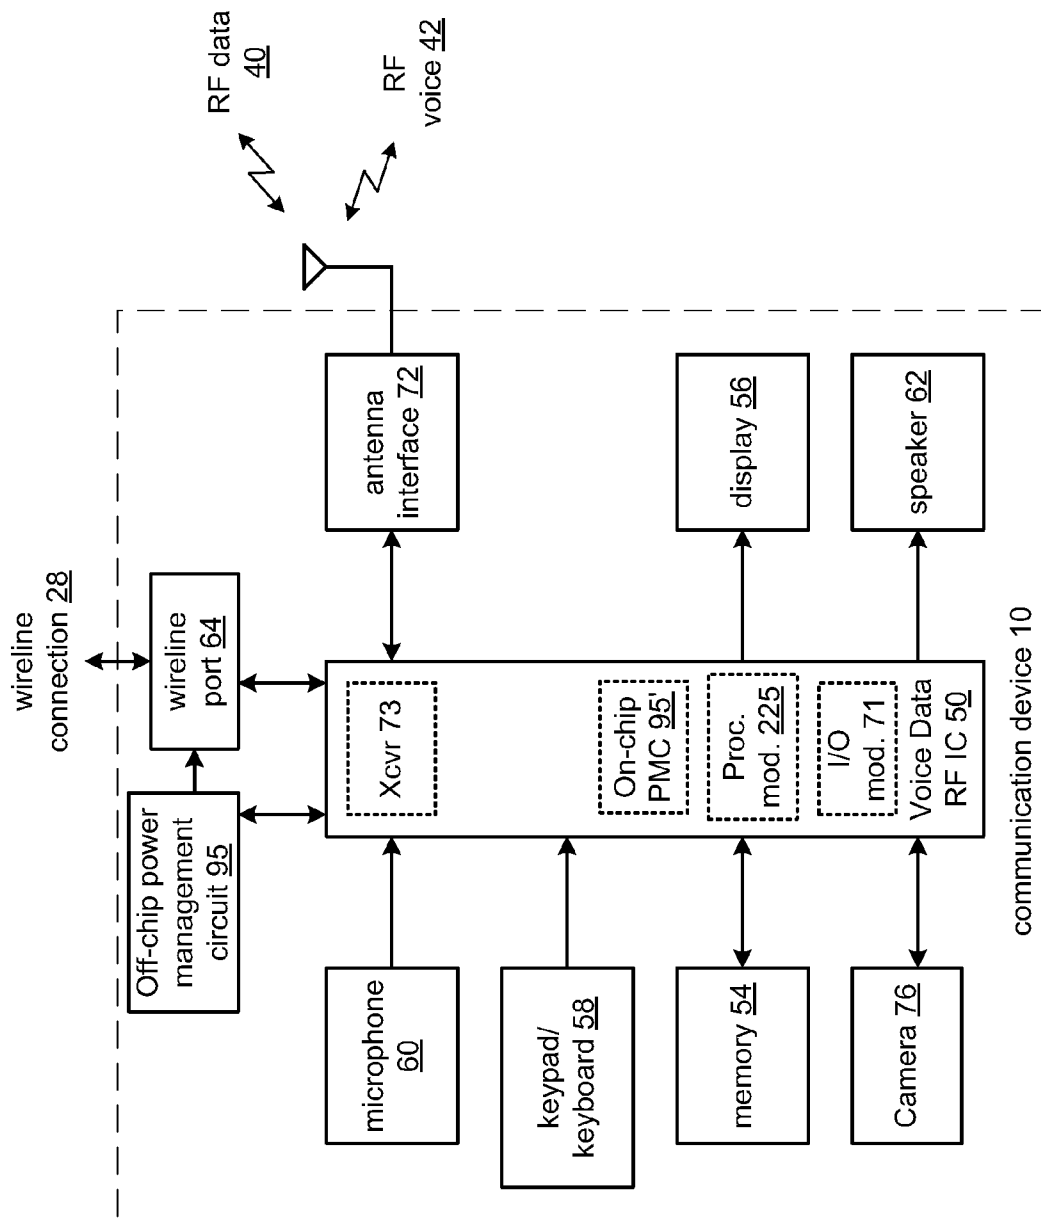 wireline
connection 28
RF data
40
RF
voice 42
Off-chip power
management
circuit 95
wireline
port 64
microphone
60
Xcvr 73
antenna
interface 72
keypad/
keyboard 58
On-chip
PMC 95'
memory 54
Proc.
mod. 225
display 56
Camera 76
I/O
mod. 71
Voice Data
RF IC 50
speaker 62
communication device 10